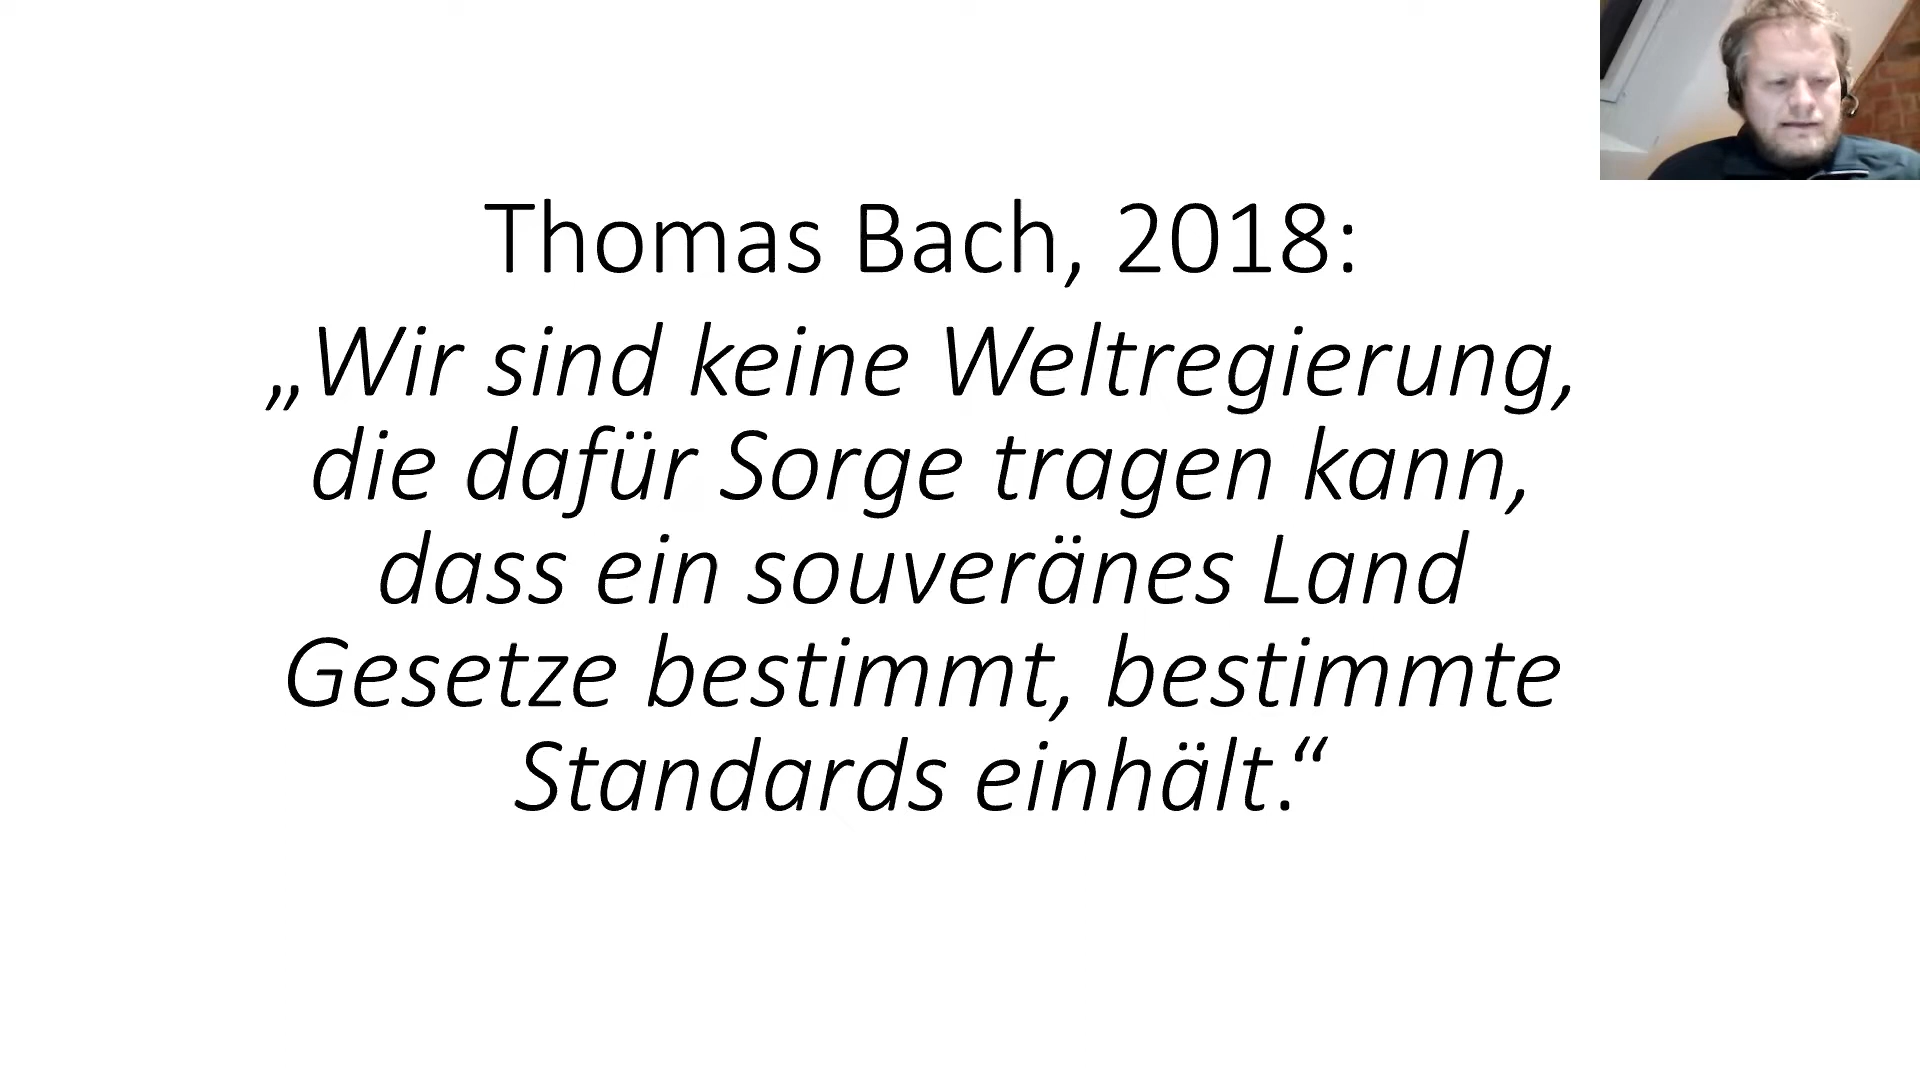 Thomas Bach, 2018:
„Wir sind keine Weltregierung,
die dafür Sorge tragen kann,
dass ein souveränes Land
Gesetze bestimmt, bestimmte
Standards einhält.“